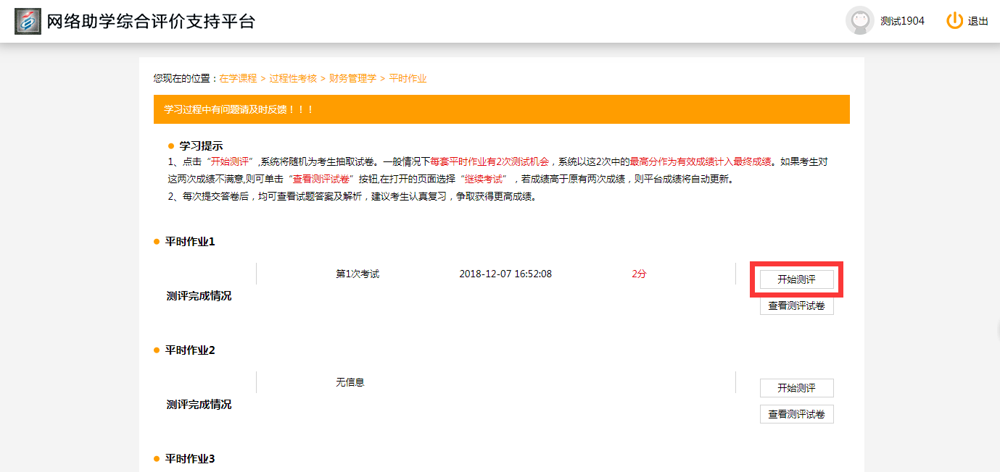 网络助学综合评价支持平台
测试1904
退出
您现在的位置：在学课程 > 过程性考核 > 财务管理学 > 平时作业
学习过程中有问题请及时反馈！！！
学习提示
1、点击“开始测评”,系统将随机为考生抽取试卷。一般情况下每套平时作业有2次测试机会，系统以这2次中的最高分作为有效成绩计入最终成绩。如果考生对
这两次成绩不满意,则可单击“查看测评试卷”按钮,在打开的页面选择“继续考试”，若成绩高于原有两次成绩，则平台成绩将自动更新。
2、每次提交答卷后，均可查看试题答案及解析，建议考生认真复习，争取获得更高成绩。
平时作业1
第1次考试 2018-12-07 16:52:08 2分
开始测评
测评完成情况
查看测评试卷
平时作业2
无信息
开始测评
测评完成情况
查看测评试卷
平时作业3